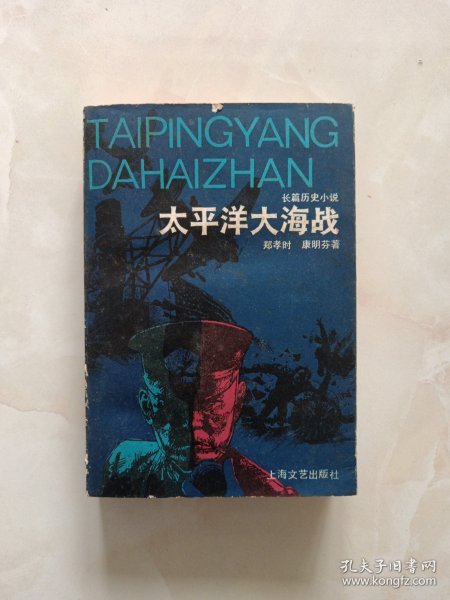 TAIPINGYANG
DAHAIZHAN
长篇历史小说
太平洋大海战
郑孝时 康明芬著
上海文艺出版社
孔夫子旧书网
www.kongfz.com